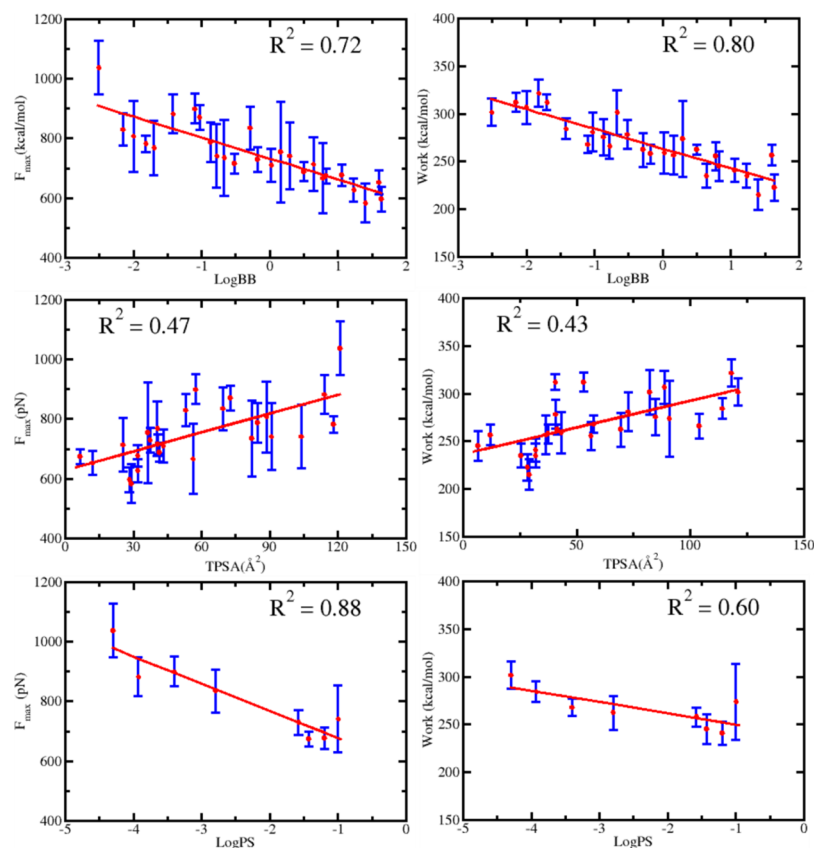 R² = 0.72
1200
1000
800
600
400
F_max (kcal/mol)
-3 -2 -1 0 1 2
LogBB
R² = 0.80
400
350
300
250
200
150
Work (kcal/mol)
-3 -2 -1 0 1 2
LogBB
R² = 0.47
1200
1000
800
600
400
F_max (pN)
0 30 60 90 120 150
TPSA(Å²)
R² = 0.43
400
350
300
250
200
150
Work (kcal/mol)
0 50 100 150
TPSA(Å²)
R² = 0.88
1200
1000
800
600
400
F_max (pN)
-5 -4 -3 -2 -1 0
LogPS
R² = 0.60
400
350
300
250
200
150
Work (kcal/mol)
-5 -4 -3 -2 -1 0
LogPS